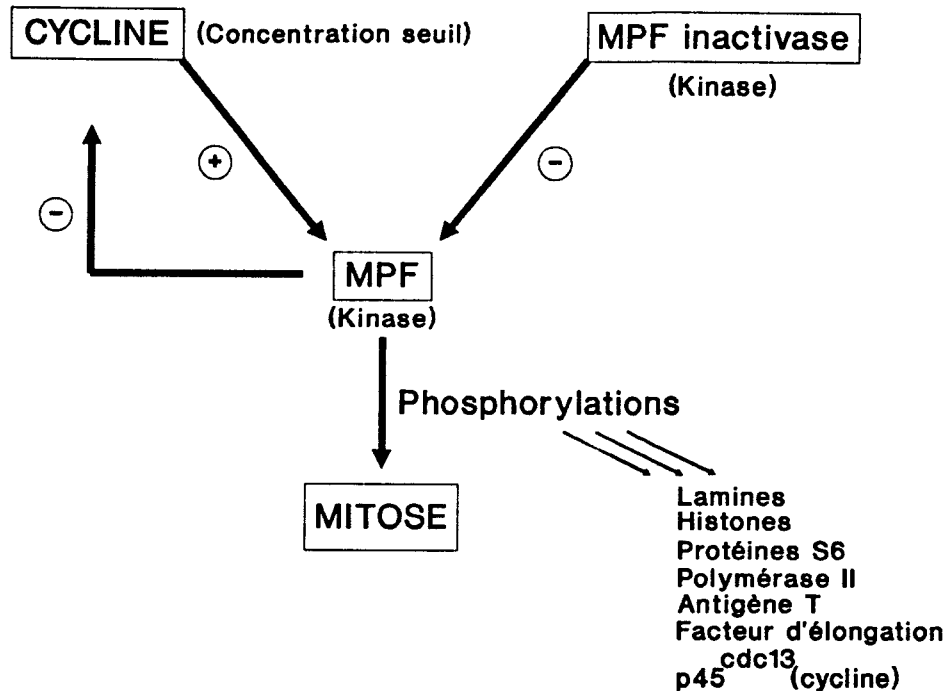 CYCLINE (Concentration seuil)
MPF inactivase
(Kinase)
+
−
−
MPF
(Kinase)
Phosphorylations
MITOSE
Lamines
Histones
Protéines S6
Polymérase II
Antigène T
Facteur d'élongation
p45cdc13 (cycline)